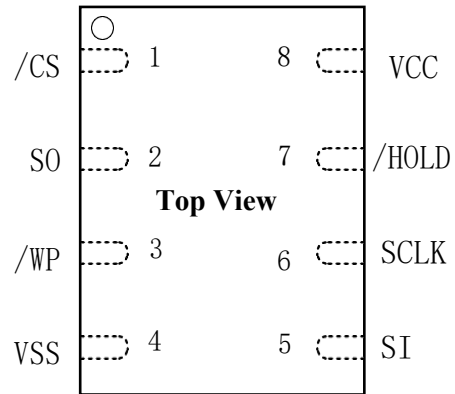 /CS 1 8 VCC
SO 2 7 /HOLD
Top View
/WP 3 6 SCLK
VSS 4 5 SI